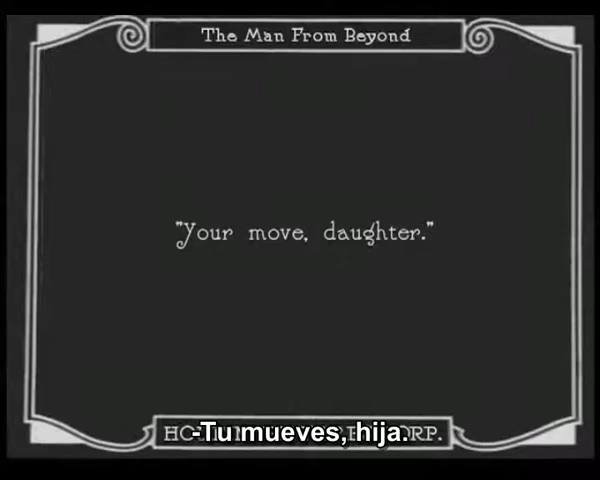 The Man From Beyond
"Your move, daughter."
-Tu mueves, hija.